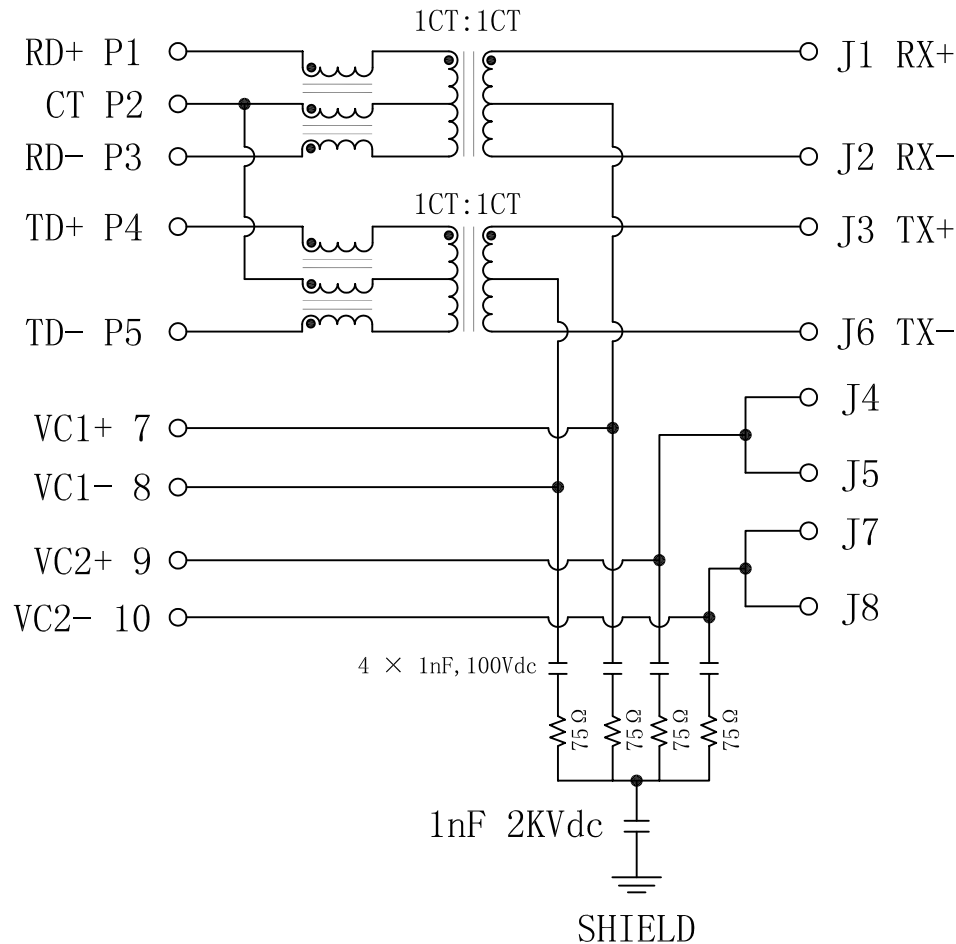 1CT:1CT
RD+ P1
J1 RX+
CT P2
RD- P3
J2 RX-
1CT:1CT
TD+ P4
J3 TX+
TD- P5
J6 TX-
J4
VC1+ 7
J5
VC1- 8
J7
VC2+ 9
J8
VC2- 10
4 × 1nF,100Vdc
75Ω
75Ω
75Ω
75Ω
1nF 2KVdc
SHIELD